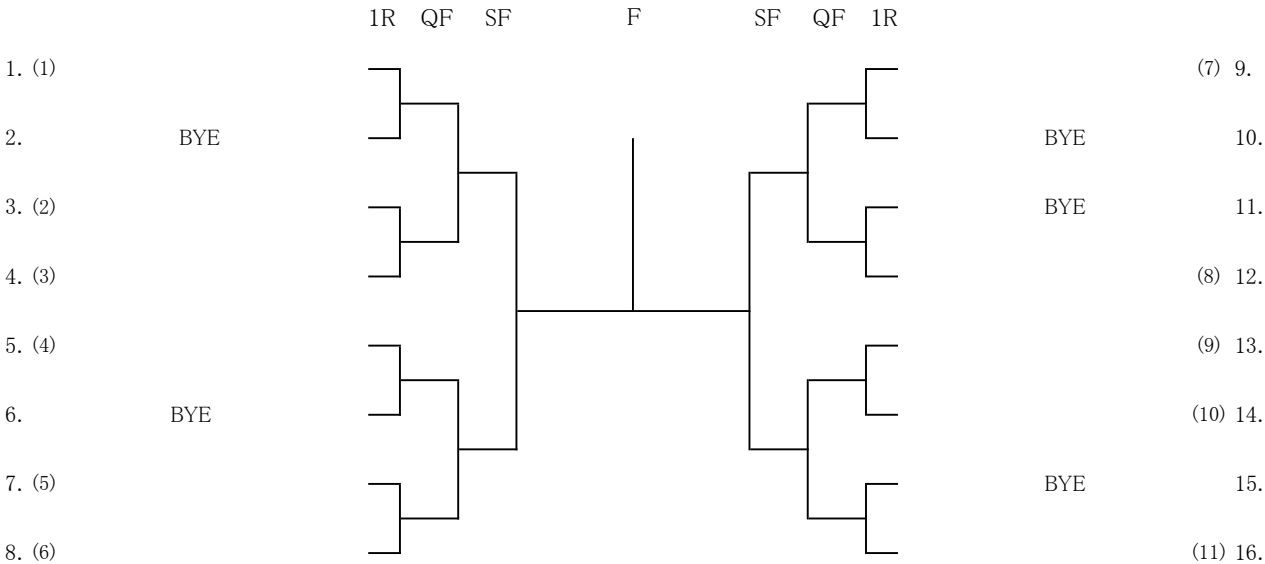 1R QF SF F SF QF 1R
1. (1) (7) 9.
2. BYE BYE 10.
3. (2) BYE 11.
4. (3) (8) 12.
5. (4) (9) 13.
6. BYE (10) 14.
7. (5) BYE 15.
8. (6) (11) 16.